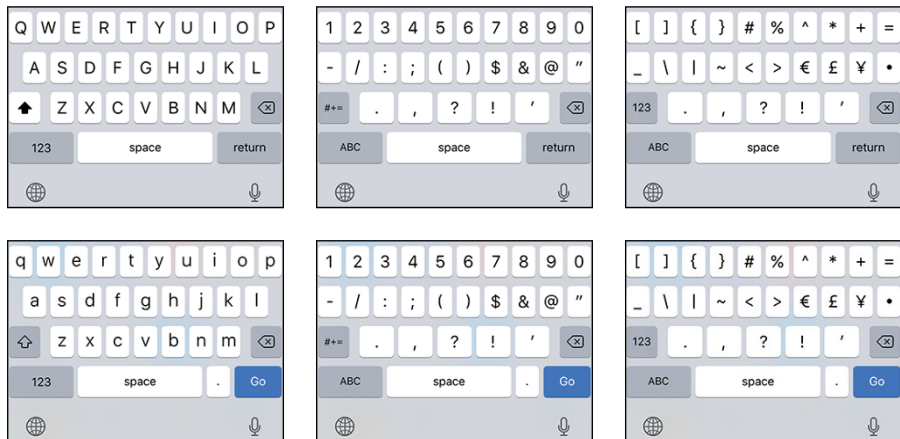 Q W E R T Y U I O P
A S D F G H J K L
Z X C V B N M
123 space return
1 2 3 4 5 6 7 8 9 0
- / : ; ( ) $ & @ "
#+= . , ? ! '
ABC space return
[ ] { } # % ^ * + =
_ \ | ~ < > € £ ¥ •
123 . , ? ! '
ABC space return
q w e r t y u i o p
a s d f g h j k l
z x c v b n m
123 space . Go
1 2 3 4 5 6 7 8 9 0
- / : ; ( ) $ & @ "
#+= . , ? ! '
ABC space . Go
[ ] { } # % ^ * + =
_ \ | ~ < > € £ ¥ •
123 . , ? ! '
ABC space . Go